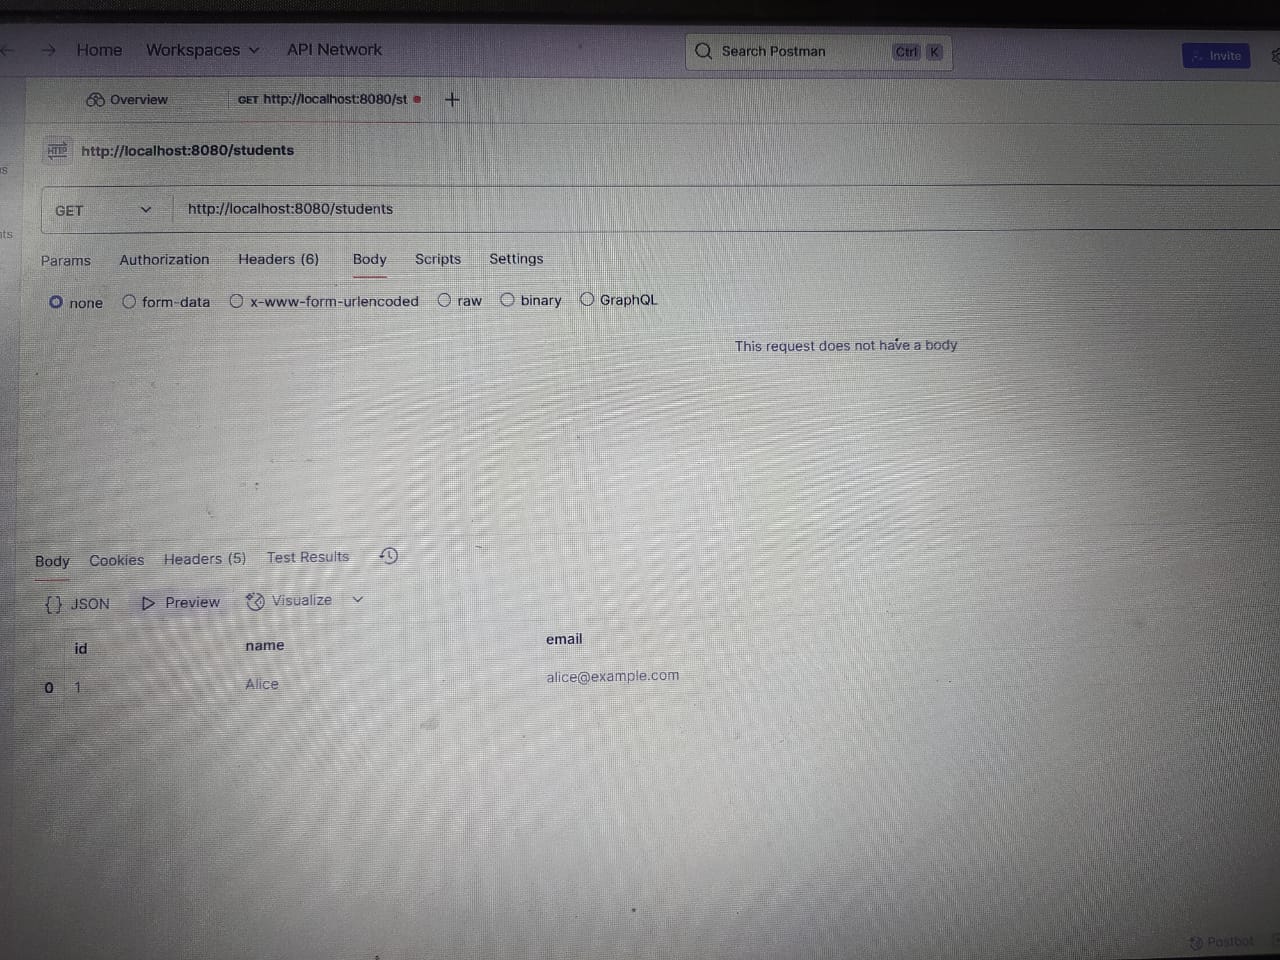 Home Workspaces API Network Search Postman Ctrl K Invite
Overview GET http://localhost:8080/st
HTTP http://localhost:8080/students
GET http://localhost:8080/students
Params Authorization Headers (6) Body Scripts Settings
none form-data x-www-form-urlencoded raw binary GraphQL
This request does not have a body
Body Cookies Headers (5) Test Results
{} JSON Preview Visualize
id name email
0 1 Alice alice@example.com
Postbot